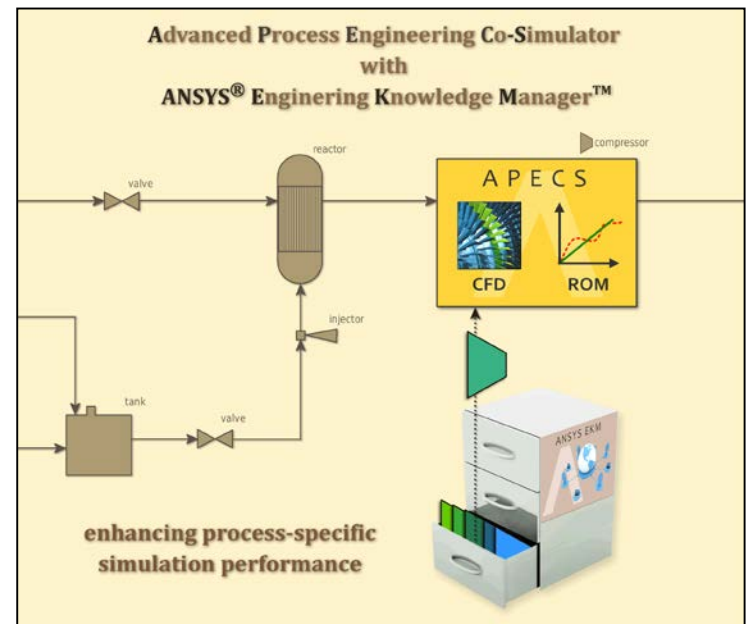 Advanced Process Engineering Co-Simulator
with
ANSYS® Enginering Knowledge Manager™
compressor
reactor
valve
APECS
CFD
ROM
injector
tank
valve
ANSYS EKM
enhancing process-specific
simulation performance